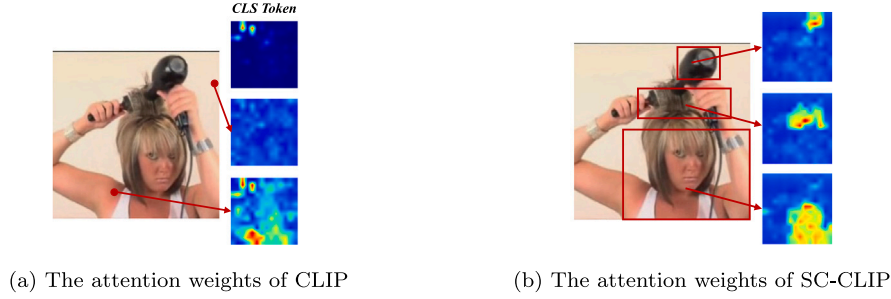 CLS Token
(a) The attention weights of CLIP
(b) The attention weights of SC-CLIP